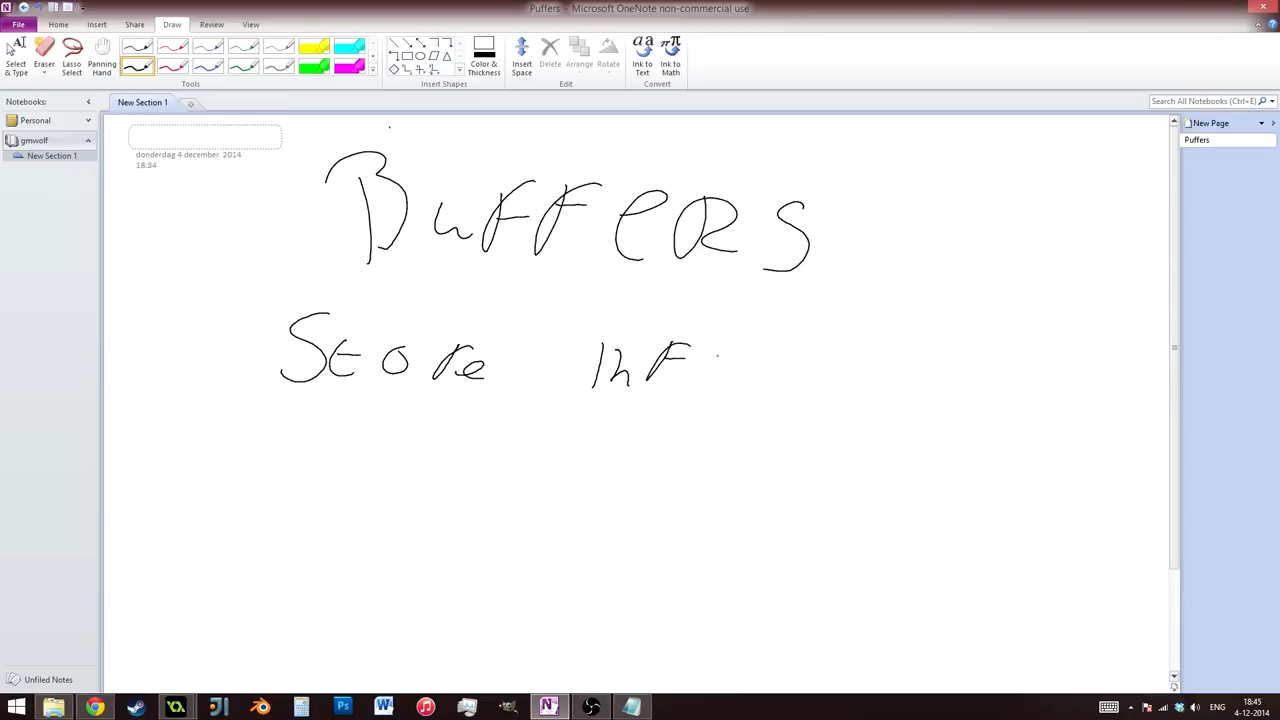 Puffers - Microsoft OneNote non-commercial use
File Home Insert Share Draw Review View
Select & Type
Eraser
Lasso Select
Panning Hand
Color & Thickness
Insert Space
Delete
Arrange
Rotate
Ink to Text
Ink to Math
Tools Insert Shapes Edit Convert
Notebooks:
New Section 1
Search All Notebooks (Ctrl+E)
Personal
gmwolf
New Section 1
New Page
Puffers
donderdag 4 december 2014
18:34
BuFFeRS
Store InF
Unfiled Notes
ENG
18:45
4-12-2014